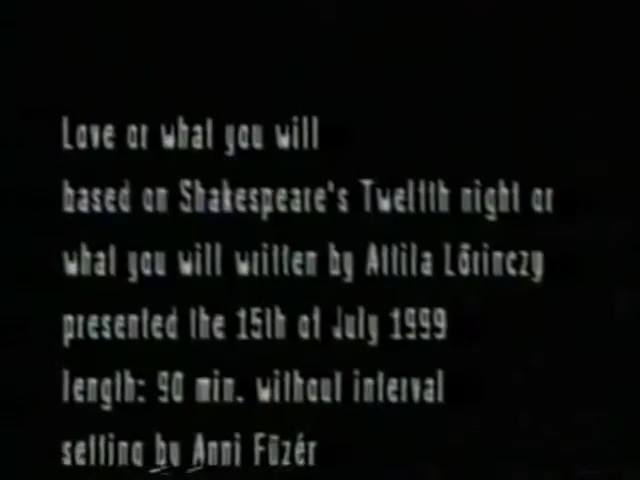 Love or what you will
based on Shakespeare's Twelfth night or
what you will written by Attila Lőrinczy
presented the 15th of July 1999
length: 90 min. without interval
setting by Anni Füzér